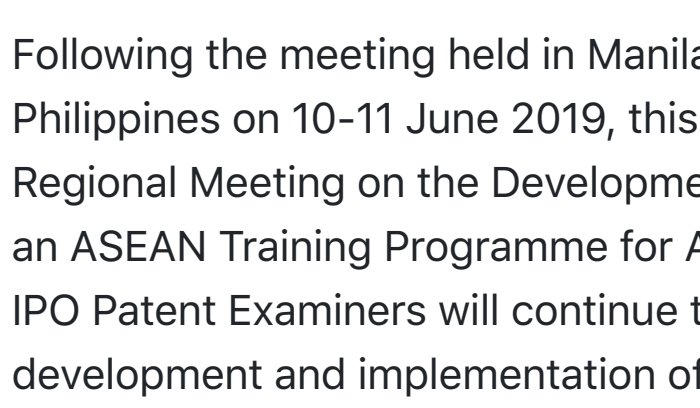 Following the meeting held in Manila
Philippines on 10-11 June 2019, this
Regional Meeting on the Developme
an ASEAN Training Programme for A
IPO Patent Examiners will continue t
development and implementation of